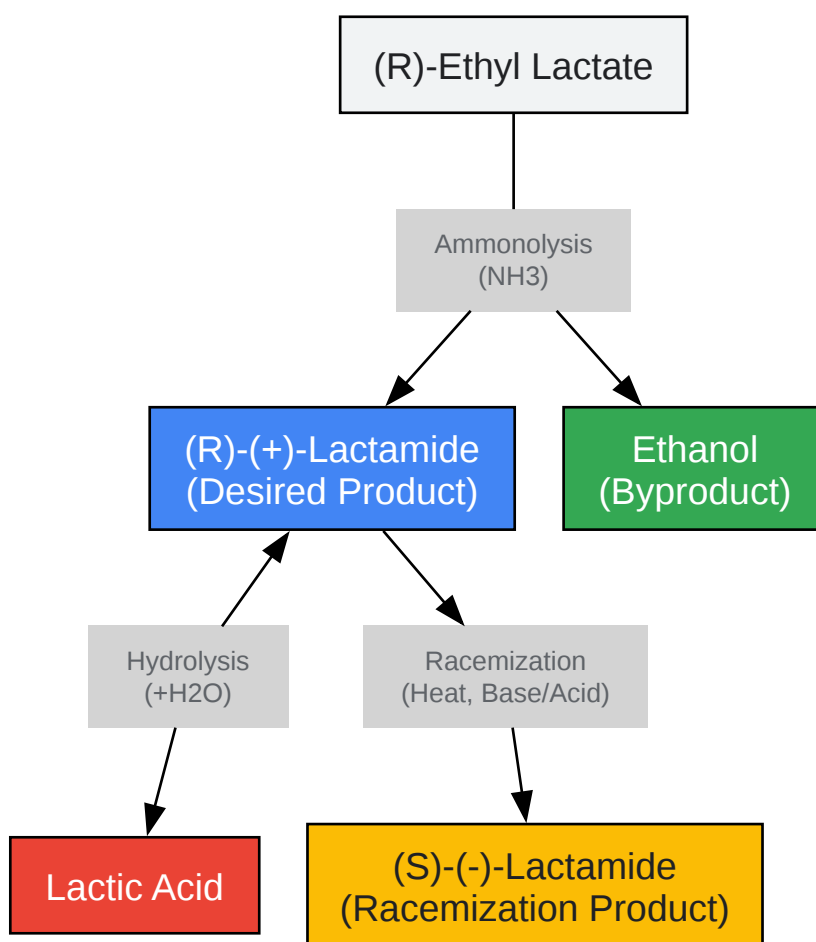 (R)-Ethyl Lactate
Ammonolysis
(NH3)
(R)-(+)-Lactamide
(Desired Product)
Ethanol
(Byproduct)
Hydrolysis
(+H2O)
Racemization
(Heat, Base/Acid)
Lactic Acid
(S)-(-)-Lactamide
(Racemization Product)